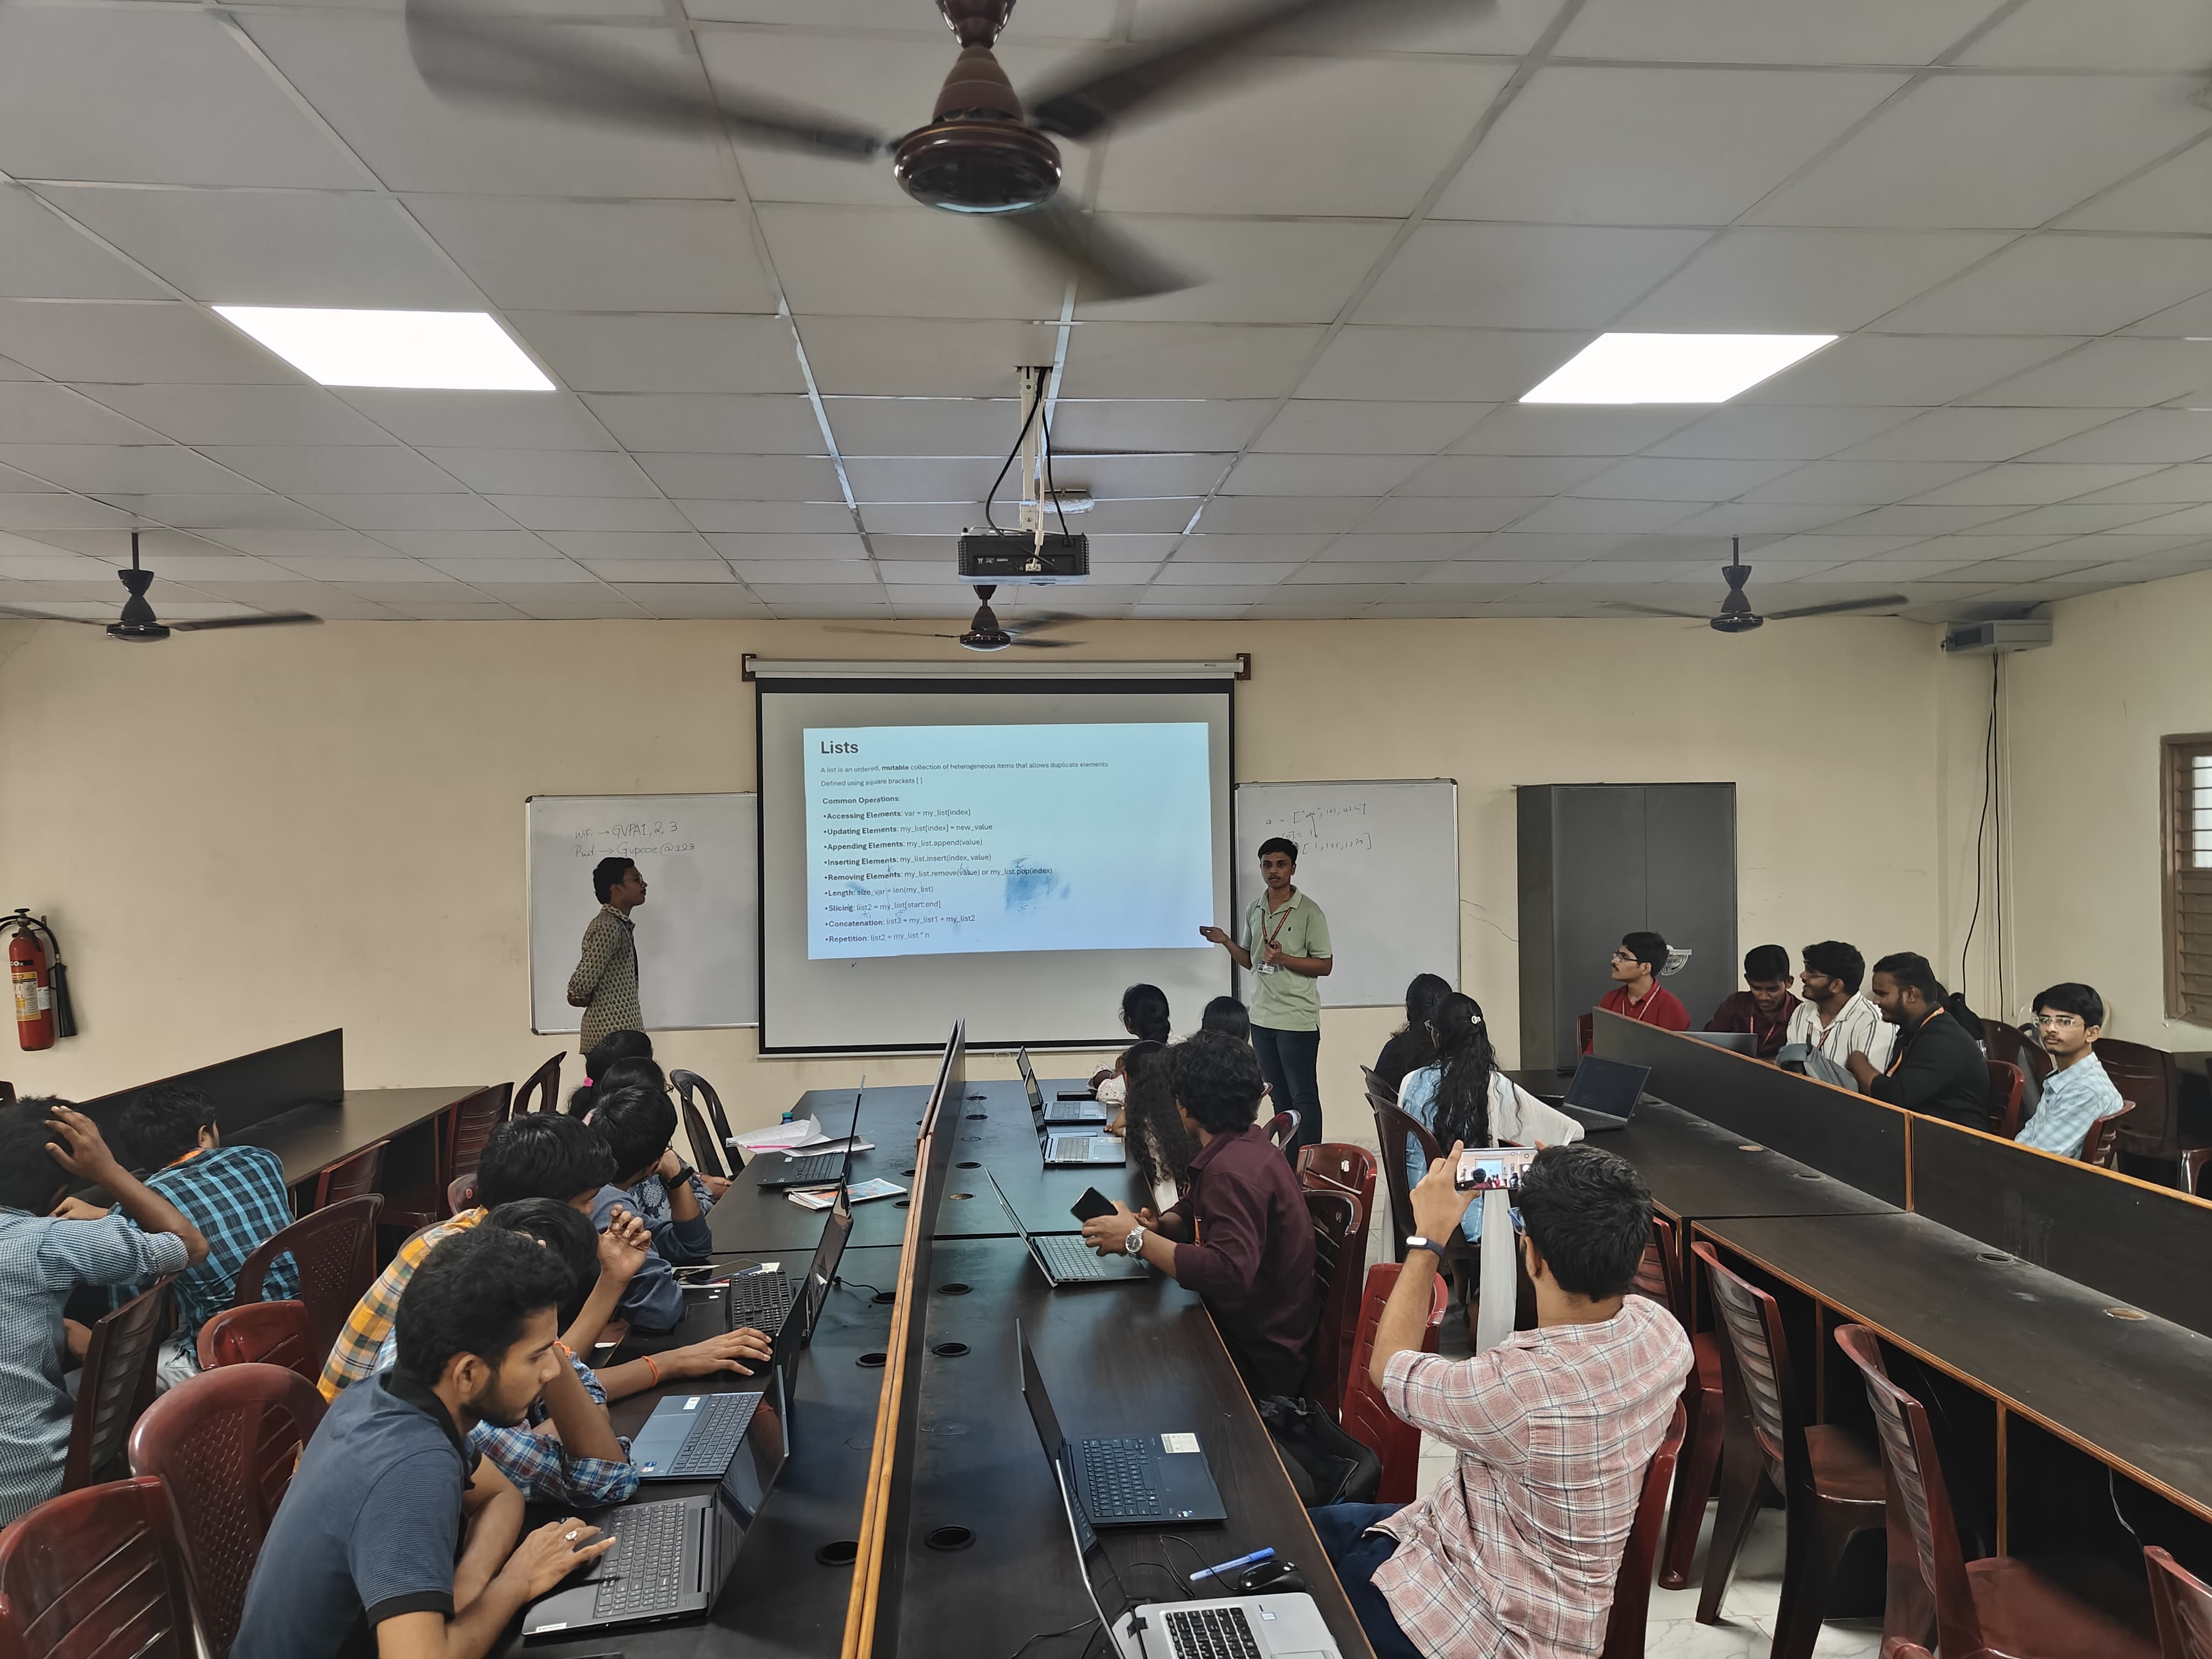 WiFi → GVPA1, 2, 3
Pwd → Gvpcoe@123
Lists
A list is an ordered, mutable collection of heterogeneous items that allows duplicate elements
Defined using square brackets [ ]
Common Operations:
•Accessing Elements: var = my_list[index]
•Updating Elements: my_list[index] = new_value
•Appending Elements: my_list.append(value)
•Inserting Elements: my_list.insert(index, value)
•Removing Elements: my_list.remove(value) or my_list.pop(index)
•Length: size_var = len(my_list)
•Slicing: list2 = my_list[start:end]
•Concatenation: list3 = my_list1 + my_list2
•Repetition: list2 = my_list * n